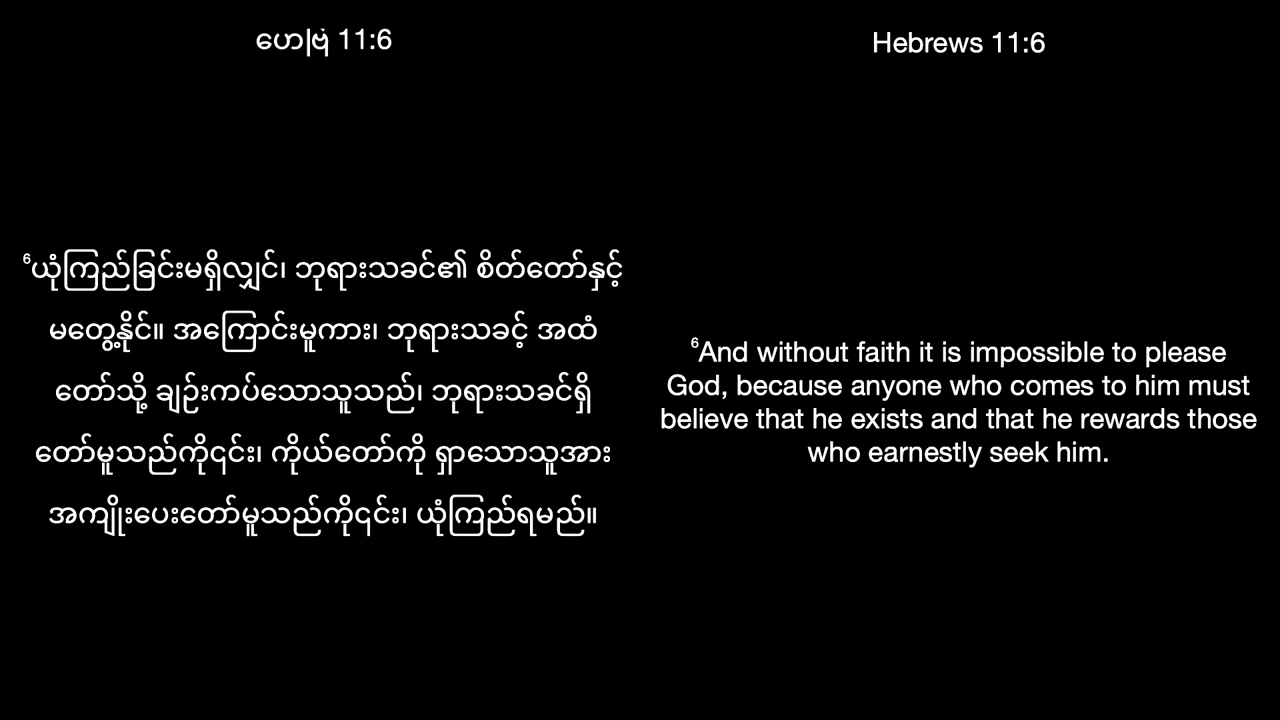 ဟေဗြဲ 11:6
⁶ယုံကြည်ခြင်းမရှိလျှင်၊ ဘုရားသခင်၏ စိတ်တော်နှင့်
မတွေ့နိုင်။ အကြောင်းမူကား၊ ဘုရားသခင့် အထံ
တော်သို့ ချဉ်းကပ်သောသူသည်၊ ဘုရားသခင်ရှိ
တော်မူသည်ကို၎င်း၊ ကိုယ်တော်ကို ရှာသောသူအား
အကျိုးပေးတော်မူသည်ကို၎င်း၊ ယုံကြည်ရမည်။
Hebrews 11:6
⁶And without faith it is impossible to please
God, because anyone who comes to him must
believe that he exists and that he rewards those
who earnestly seek him.